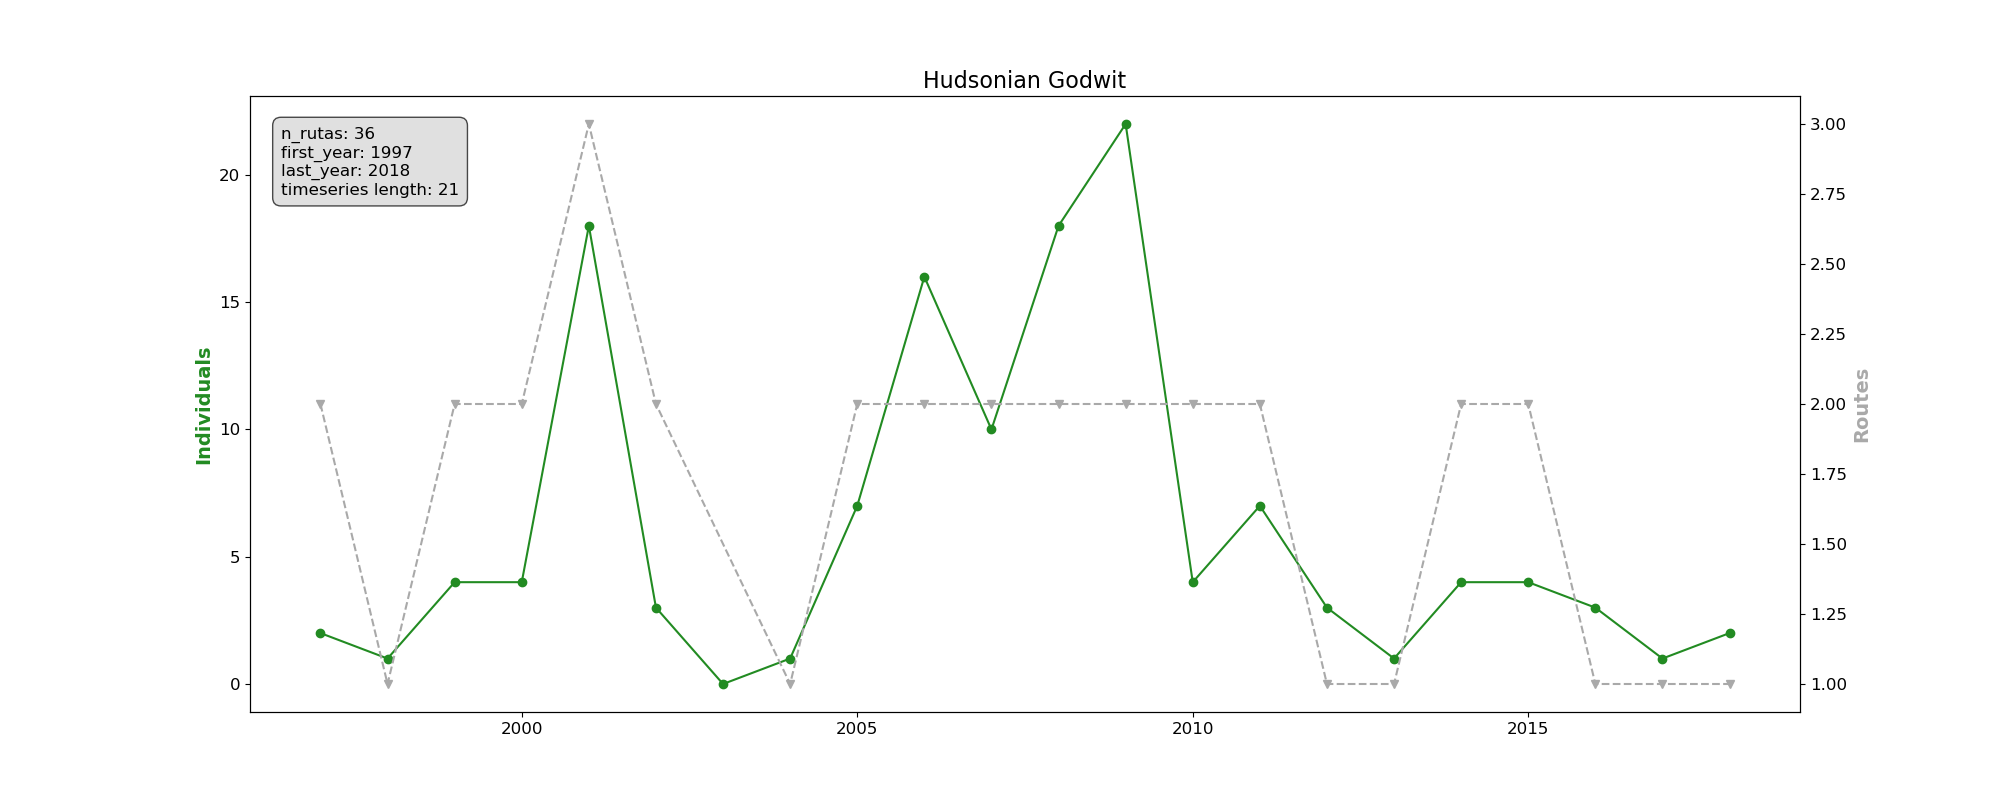 Hudsonian Godwit
n_rutas: 36
first_year: 1997
last_year: 2018
timeseries length: 21
Individuals
20
15
10
5
0
3.00
2.75
2.50
2.25
2.00
1.75
1.50
1.25
1.00
Routes
2000
2005
2010
2015